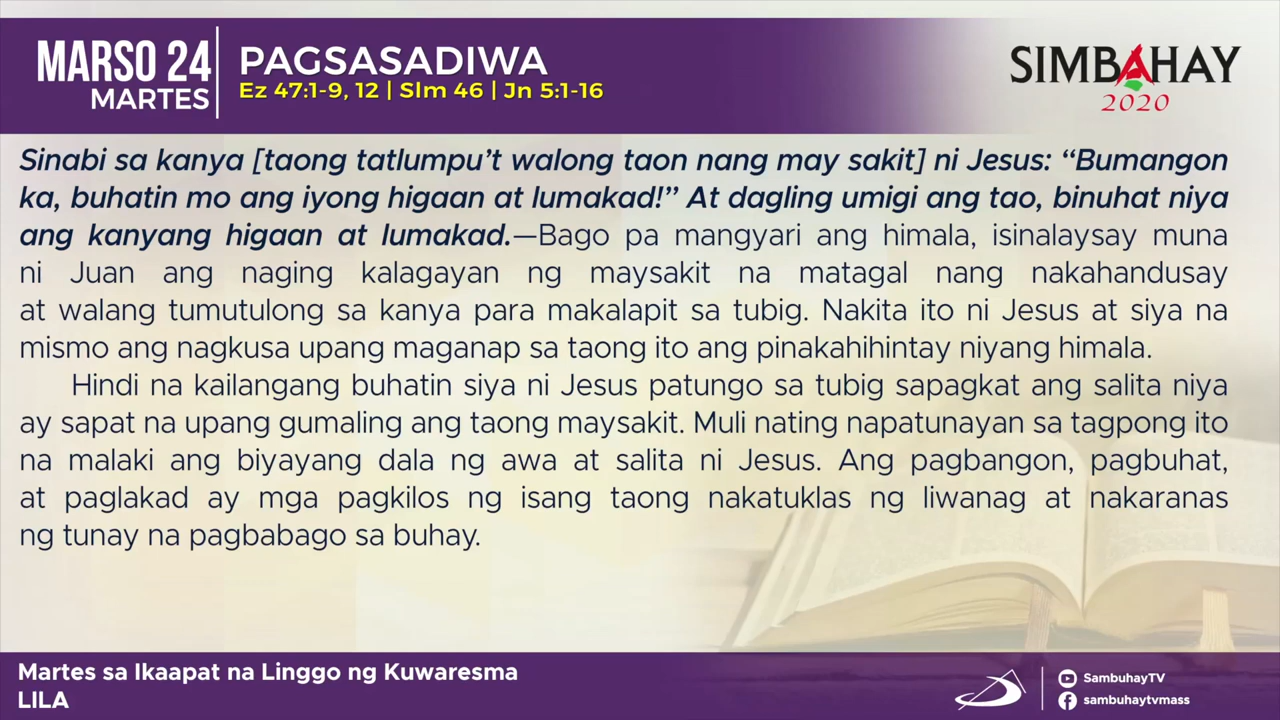 MARSO 24
MARTES
PAGSASADIWA
Ez 47:1-9, 12 | Slm 46 | Jn 5:1-16
SIMBAHAY
2020
Sinabi sa kanya [taong tatlumpu’t walong taon nang may sakit] ni Jesus: “Bumangon
ka, buhatin mo ang iyong higaan at lumakad!” At dagling umigi ang tao, binuhat niya
ang kanyang higaan at lumakad.—Bago pa mangyari ang himala, isinalaysay muna
ni Juan ang naging kalagayan ng maysakit na matagal nang nakahandusay
at walang tumutulong sa kanya para makalapit sa tubig. Nakita ito ni Jesus at siya na
mismo ang nagkusa upang maganap sa taong ito ang pinakahihintay niyang himala.
Hindi na kailangang buhatin siya ni Jesus patungo sa tubig sapagkat ang salita niya
ay sapat na upang gumaling ang taong maysakit. Muli nating napatunayan sa tagpong ito
na malaki ang biyayang dala ng awa at salita ni Jesus. Ang pagbangon, pagbuhat,
at paglakad ay mga pagkilos ng isang taong nakatuklas ng liwanag at nakaranas
ng tunay na pagbabago sa buhay.
Martes sa Ikaapat na Linggo ng Kuwaresma
LILA
SambuhayTV
sambuhaytvmass